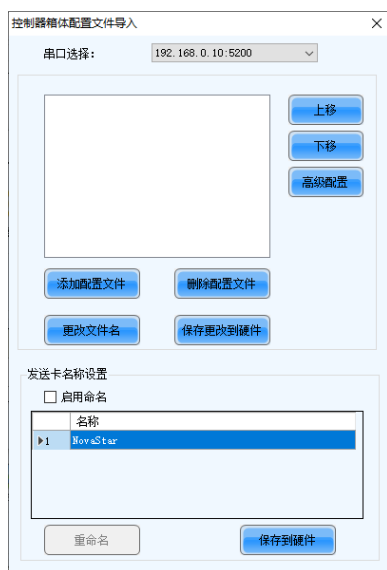 控制器箱体配置文件导入
串口选择: 192.168.0.10:5200
上移
下移
高级配置
添加配置文件 删除配置文件
更改文件名 保存更改到硬件
发送卡名称设置
启用命名
名称
1 NovaStar
重命名 保存到硬件